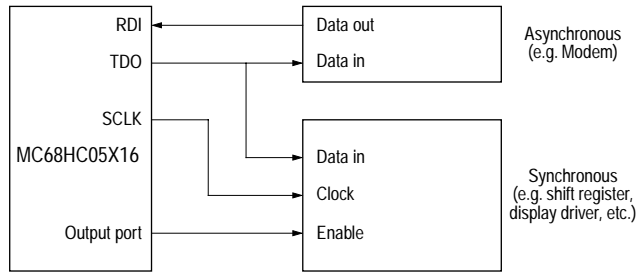 RDI
TDO
SCLK
MC68HC05X16
Output port
Data out
Data in
Asynchronous
(e.g. Modem)
Data in
Clock
Enable
Synchronous
(e.g. shift register,
display driver, etc.)